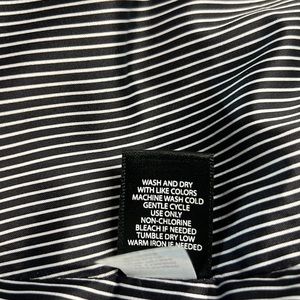 WASH AND DRY
WITH LIKE COLORS
MACHINE WASH COLD
GENTLE CYCLE
USE ONLY
NON-CHLORINE
BLEACH IF NEEDED
TUMBLE DRY LOW
WARM IRON IF NEEDED